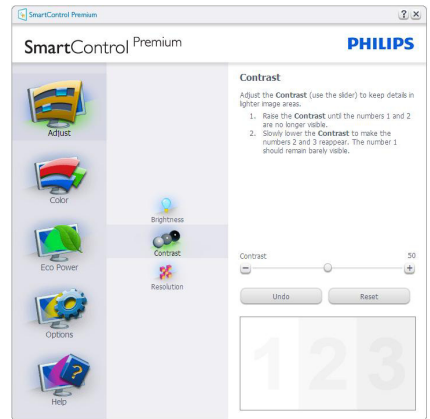 SmartControl Premium
SmartControl Premium
PHILIPS
Adjust
Color
Eco Power
Options
Help
Brightness
Contrast
Resolution
Contrast
Adjust the Contrast (use the slider) to keep details in
lighter image areas.
1. Raise the Contrast until the numbers 1 and 2
are no longer visible.
2. Slowly lower the Contrast to make the
numbers 2 and 3 reappear. The number 1
should remain barely visible.
Contrast 50
Undo Reset
1 2 3